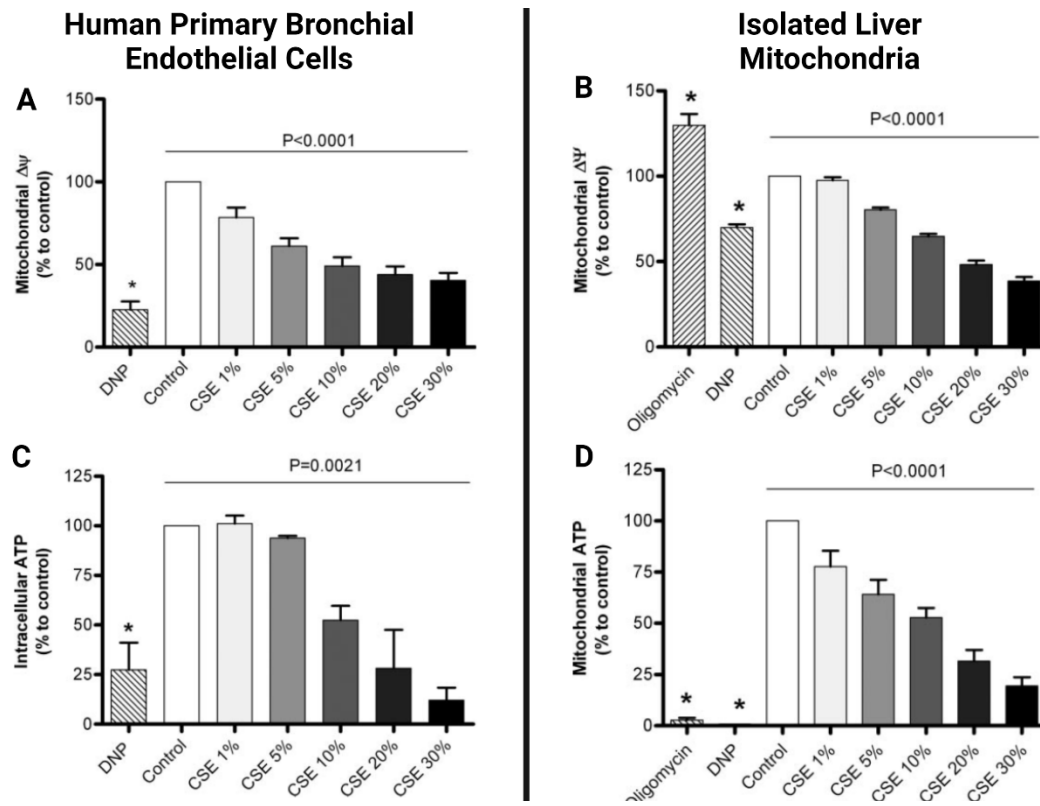 Human Primary Bronchial
Endothelial Cells
Isolated Liver
Mitochondria
A
Mitochondrial Δψ
(% to control)
150
100
50
0
P<0.0001
*
DNP
Control
CSE 1%
CSE 5%
CSE 10%
CSE 20%
CSE 30%
B
Mitochondrial ΔΨ
(% to control)
150
100
50
0
*
*
P<0.0001
Oligomycin
DNP
Control
CSE 1%
CSE 5%
CSE 10%
CSE 20%
CSE 30%
C
Intracellular ATP
(% to control)
125
100
75
50
25
0
P=0.0021
*
DNP
Control
CSE 1%
CSE 5%
CSE 10%
CSE 20%
CSE 30%
D
Mitochondrial ATP
(% to control)
125
100
75
50
25
0
P<0.0001
*
*
Oligomycin
DNP
Control
CSE 1%
CSE 5%
CSE 10%
CSE 20%
CSE 30%